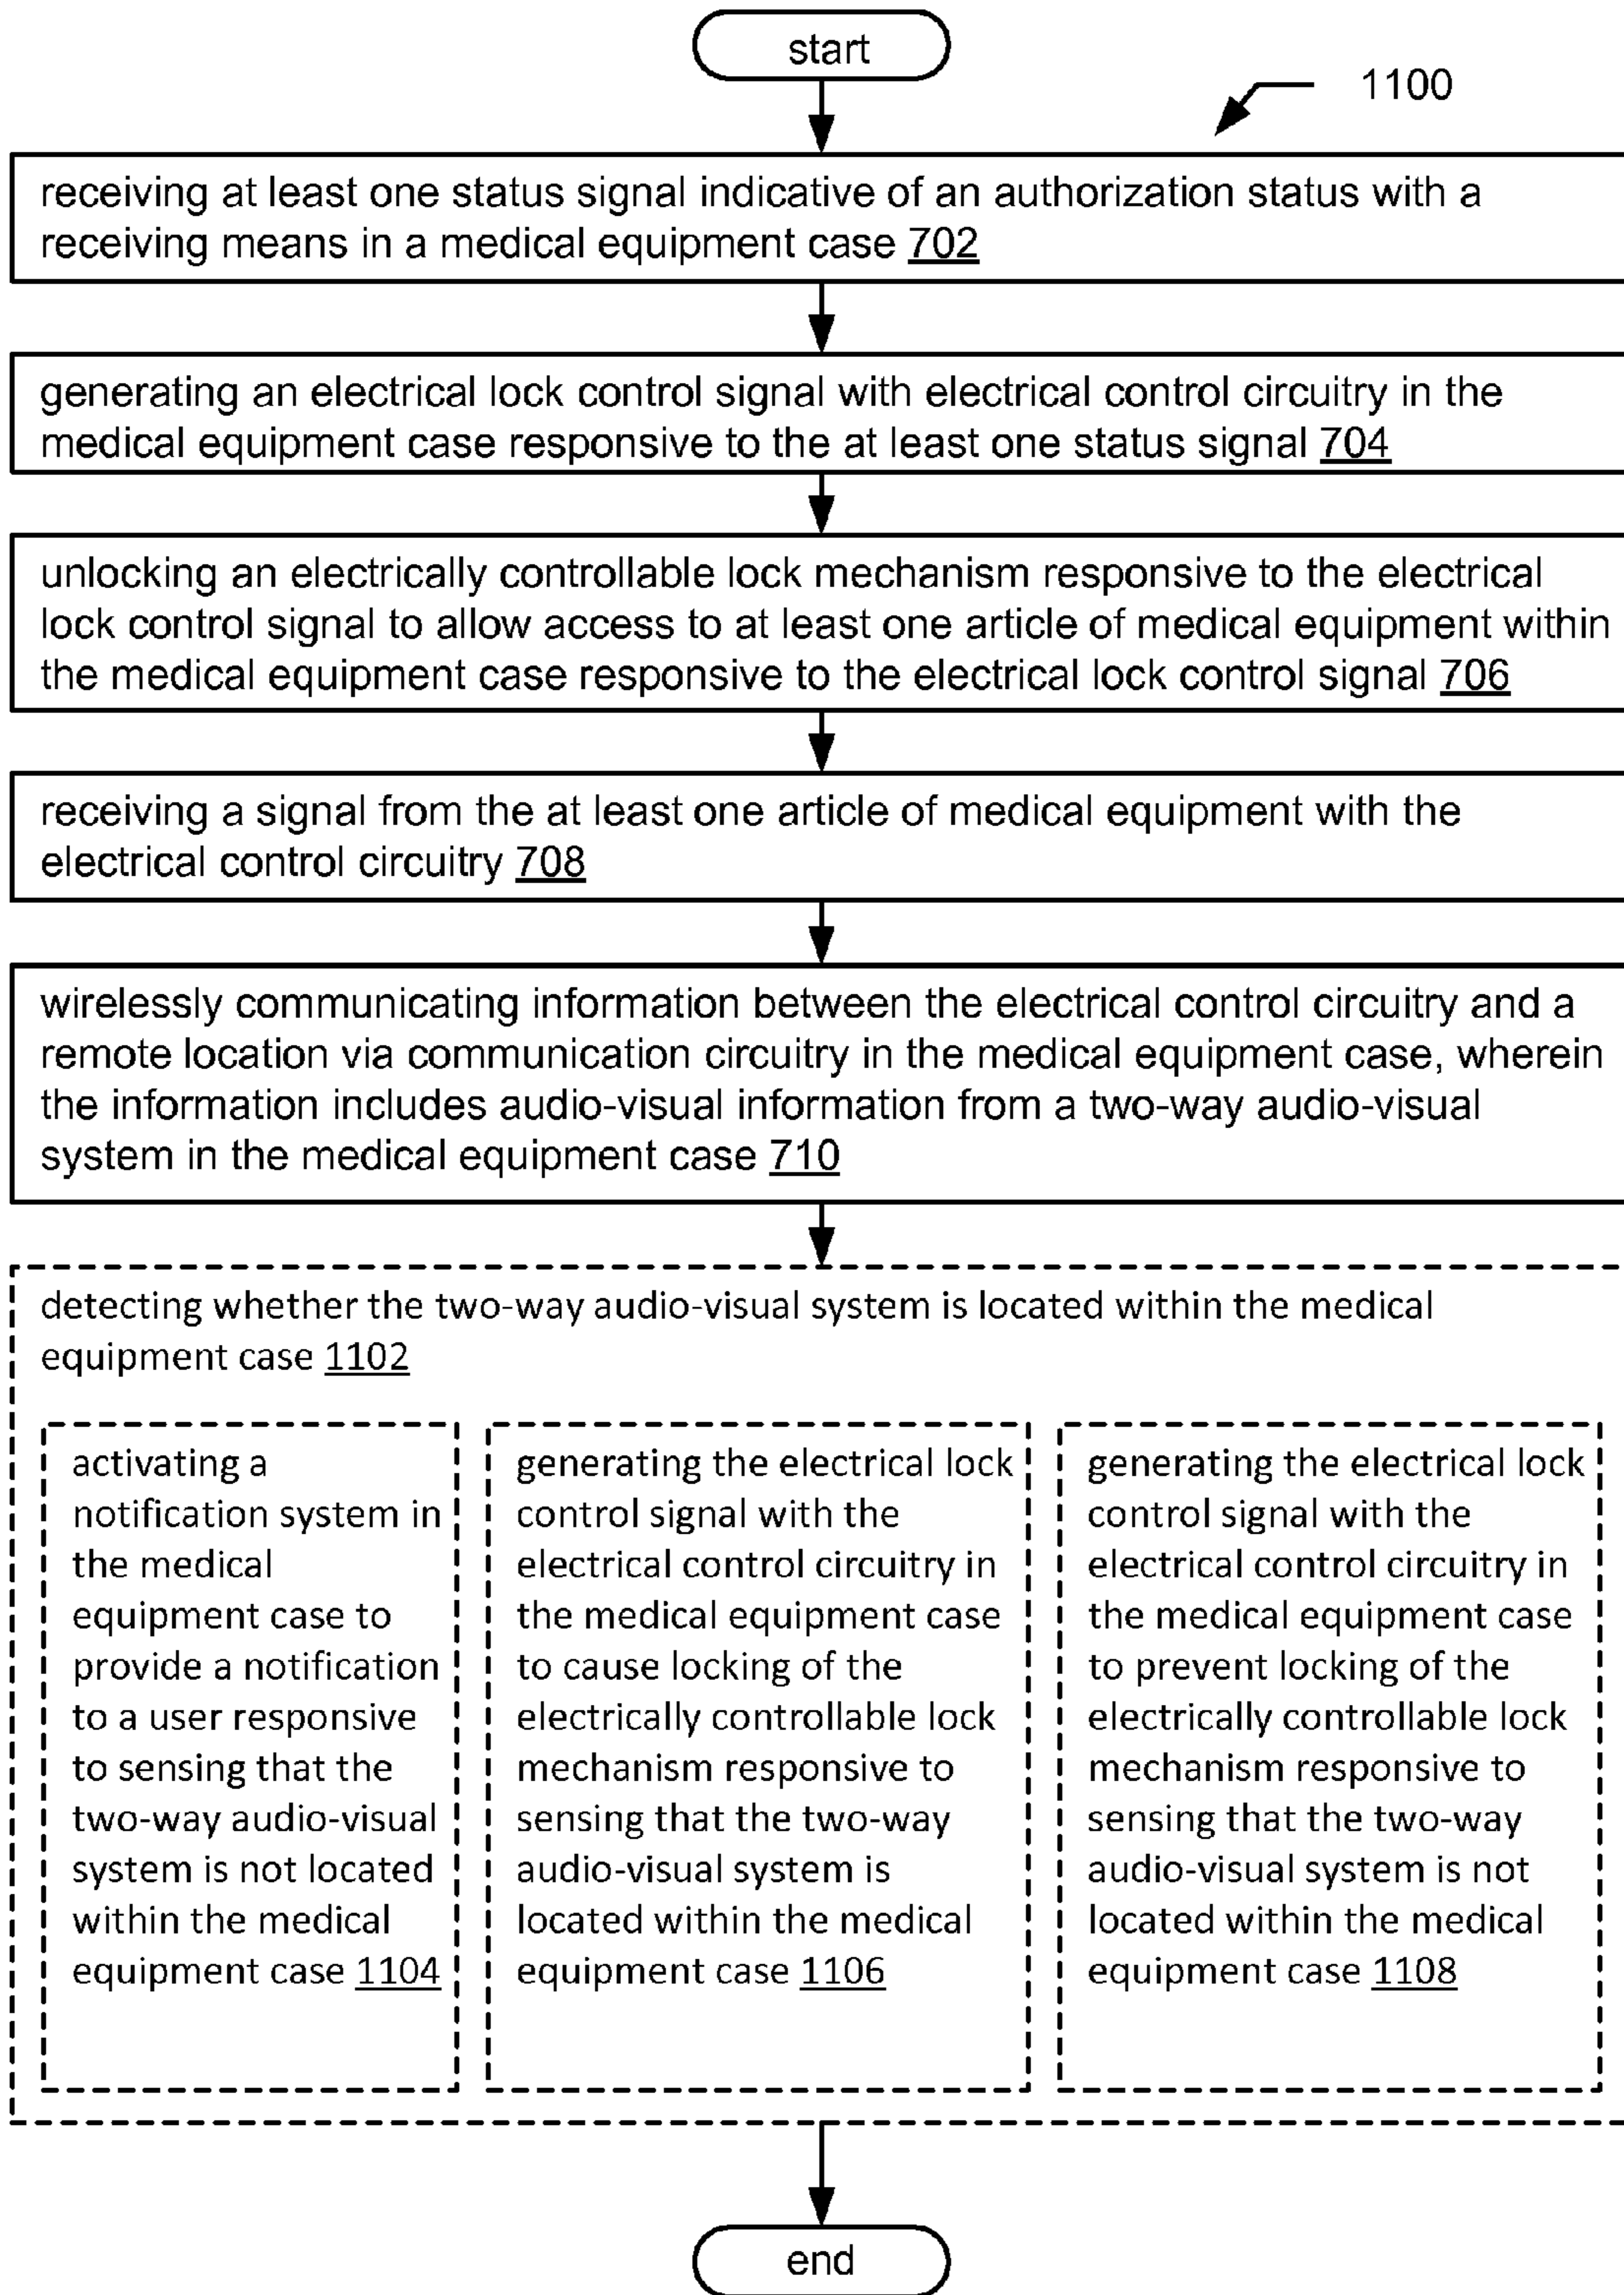 start
1100
receiving at least one status signal indicative of an authorization status with a
receiving means in a medical equipment case 702
generating an electrical lock control signal with electrical control circuitry in the
medical equipment case responsive to the at least one status signal 704
unlocking an electrically controllable lock mechanism responsive to the electrical
lock control signal to allow access to at least one article of medical equipment within
the medical equipment case responsive to the electrical lock control signal 706
receiving a signal from the at least one article of medical equipment with the
electrical control circuitry 708
wirelessly communicating information between the electrical control circuitry and a
remote location via communication circuitry in the medical equipment case, wherein
the information includes audio-visual information from a two-way audio-visual
system in the medical equipment case 710
detecting whether the two-way audio-visual system is located within the medical
equipment case 1102
activating a
notification system in
the medical
equipment case to
provide a notification
to a user responsive
to sensing that the
two-way audio-visual
system is not located
within the medical
equipment case 1104
generating the electrical lock
control signal with the
electrical control circuitry in
the medical equipment case
to cause locking of the
electrically controllable lock
mechanism responsive to
sensing that the two-way
audio-visual system is
located within the medical
equipment case 1106
generating the electrical lock
control signal with the
electrical control circuitry in
the medical equipment case
to prevent locking of the
electrically controllable lock
mechanism responsive to
sensing that the two-way
audio-visual system is not
located within the medical
equipment case 1108
end